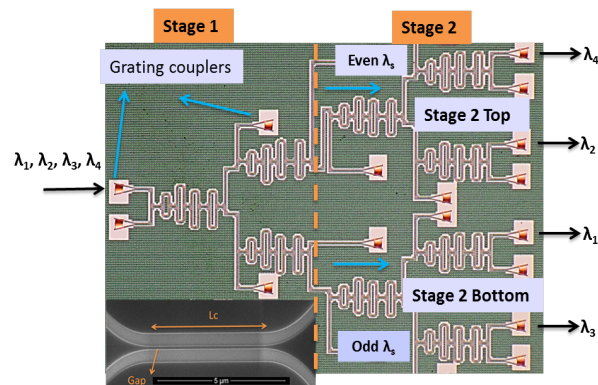 Stage 1
Stage 2
Grating couplers
Even λs
λ4
Stage 2 Top
λ2
λ1, λ2, λ3, λ4
λ1
Stage 2 Bottom
Lc
Odd λs
λ3
Gap
5 µm